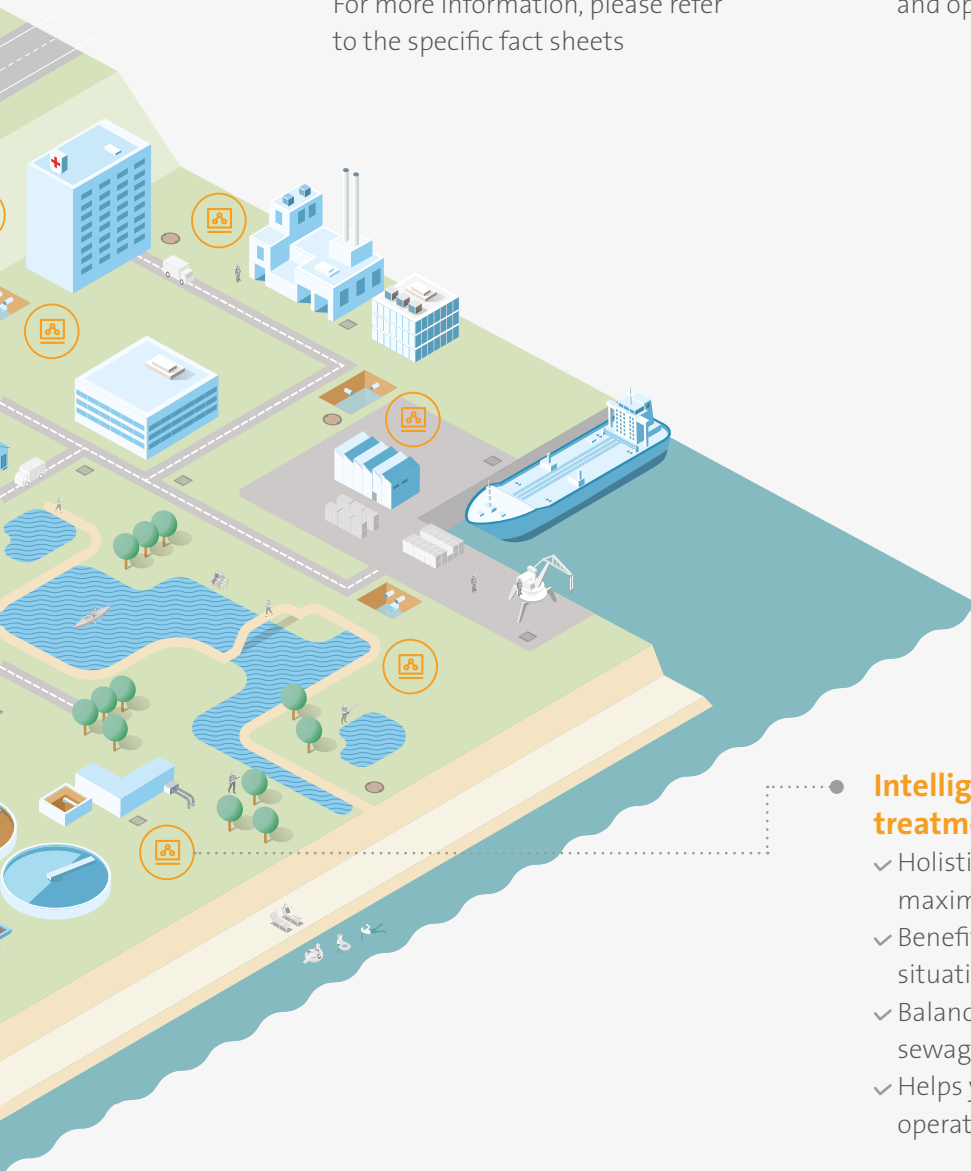 For more information, please refer
to the specific fact sheets
and op
Intellig
treatm
Holisti
maxim
Benefi
situati
Balanc
sewag
Helps
operat